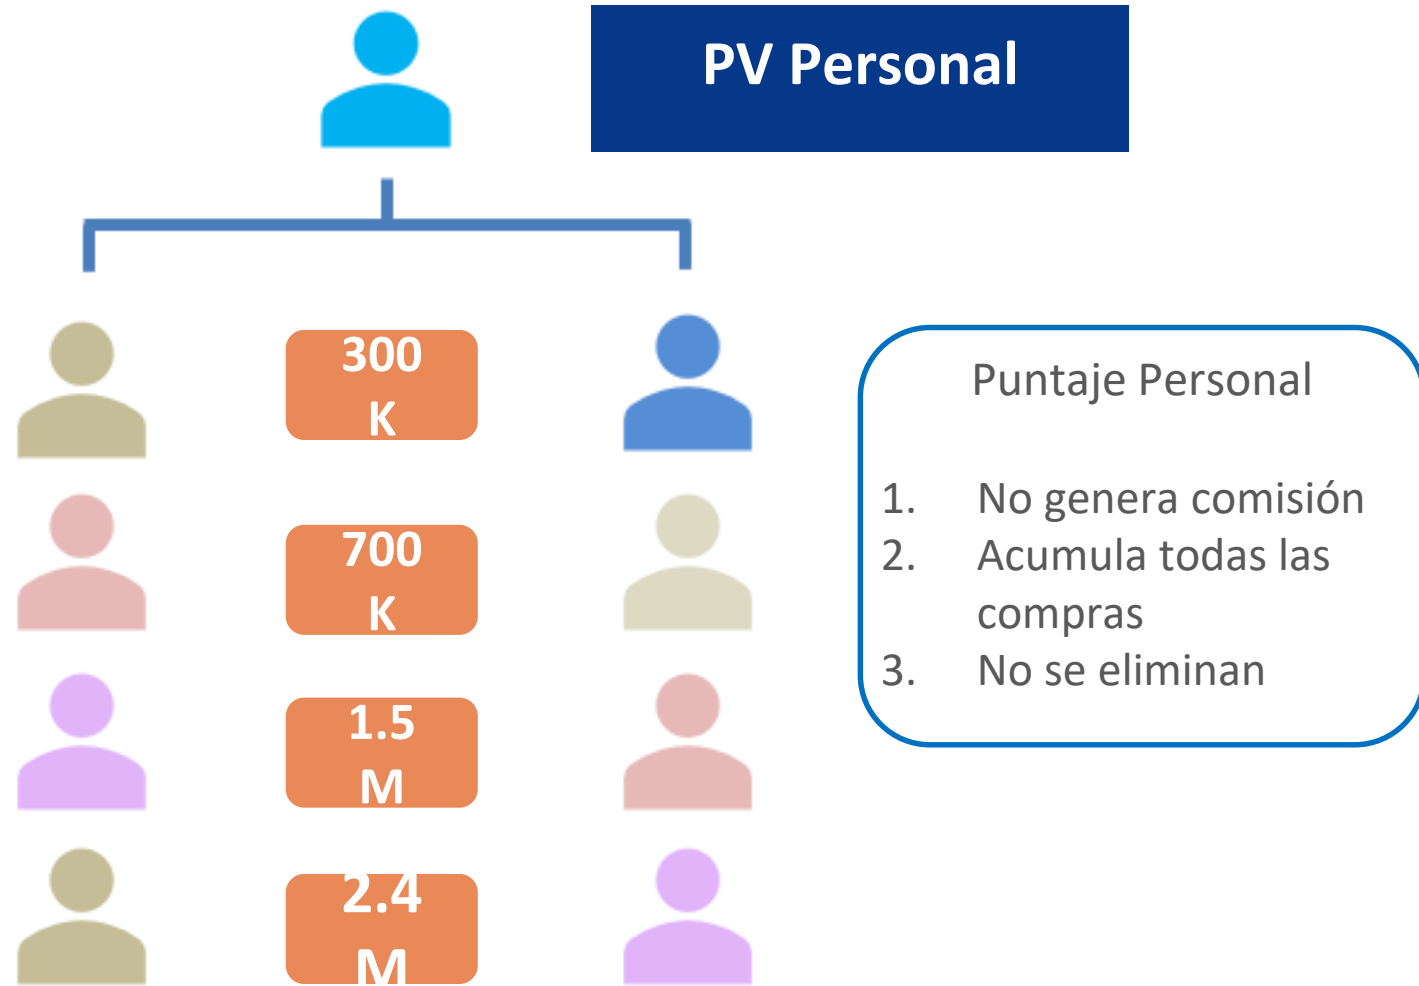 PV Personal
300
K
700
K
1.5
M
2.4
M
Puntaje Personal
1. No genera comisión
2. Acumula todas las
compras
3. No se eliminan